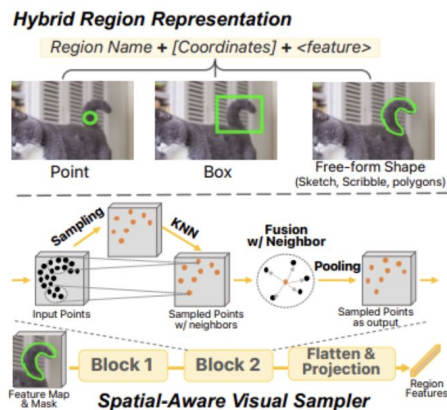 Hybrid Region Representation
Region Name + [Coordinates] + <feature>
Point
Box
Free-form Shape
(Sketch, Scribble, polygons)
Sampling
KNN
Fusion
w/ Neighbor
Pooling
Input Points
Sampled Points
w/ neighbors
Sampled Points
as output
Block 1
Block 2
Flatten &
Projection
Feature Map
& Mask
Region
Features
Spatial-Aware Visual Sampler